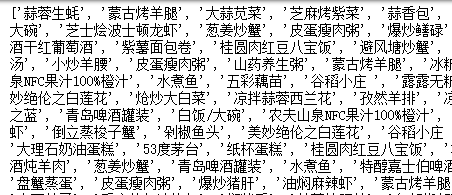 ['蒜蓉生蚝', '蒙古烤羊腿', '大蒜苋菜', '芝麻烤紫菜', '蒜香包',
大碗', '芝士烩波士顿龙虾', '葱姜炒蟹', '皮蛋瘦肉粥', '爆炒鳝碌
酒干红葡萄酒', '紫薯面包卷', '桂圆肉红豆八宝饭', '避风塘炒蟹',
汤', '小炒羊腰', '皮蛋瘦肉粥', '山药养生粥', '蒙古烤羊腿', '冰糖
泉NFC果汁100%橙汁', '水煮鱼', '五彩藕苗', '谷稻小庄 ', '露露无糖
妙绝伦之白莲花', '炝炒大白菜', '凉拌蒜蓉西兰花', '孜然羊排', '凉
之蓝', '青岛啤酒罐装', '白饭/大碗', '农夫山泉NFC果汁100%橙汁',
虾', '倒立蒸梭子蟹', '剁椒鱼头', '美妙绝伦之白莲花', '谷稻小庄
'大理石奶油蛋糕', '53度茅台', '纸杯蛋糕', '桂圆肉红豆八宝饭', '
酒炖羊肉', '葱姜炒蟹', '青岛啤酒罐装', '水煮鱼', '特醇嘉士伯啤酒
盘蟹蒸蛋', '皮蛋瘦肉粥', '爆炒猪肝', '油焖麻辣虾', '蒙古烤羊腿